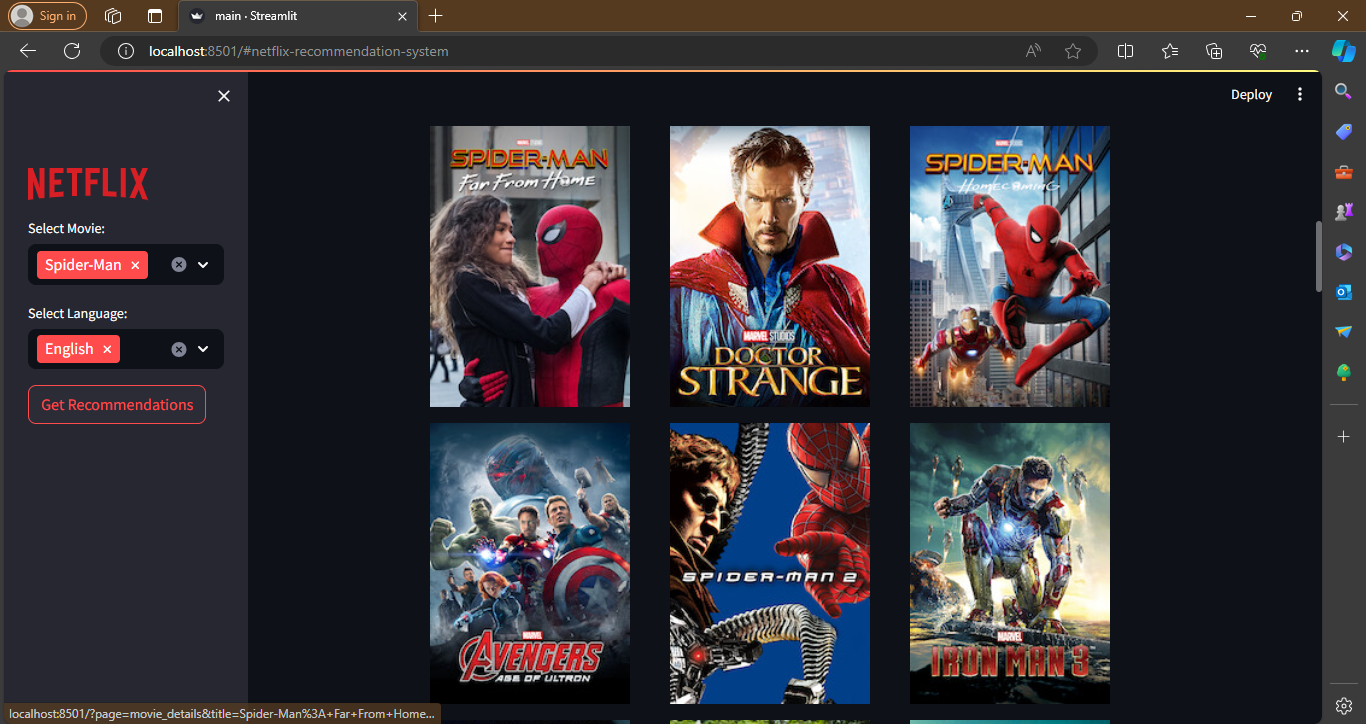 Sign in
main · Streamlit
localhost:8501/#netflix-recommendation-system
Deploy
NETFLIX
Select Movie:
Spider-Man
Select Language:
English
Get Recommendations
SPIDER-MAN
Far From Home
MARVEL STUDIOS
DOCTOR
STRANGE
SPIDER-MAN
HOMECOMING
MARVEL
AVENGERS
AGE OF ULTRON
SPIDER-MAN 2
MARVEL
IRON MAN 3
localhost:8501/?page=movie_details&title=Spider-Man%3A+Far+From+Home...